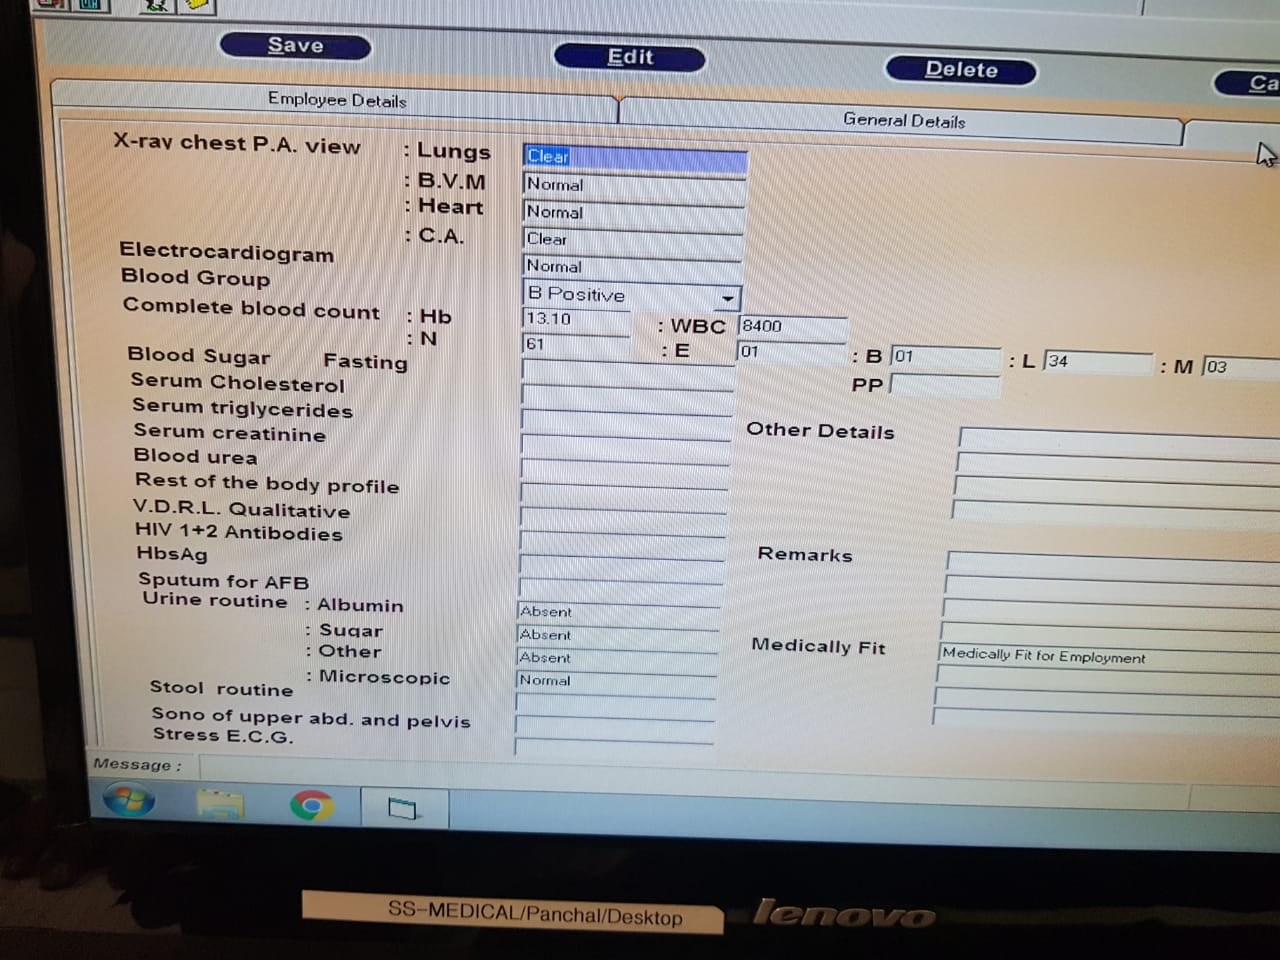 Save Edit Delete Ca
Employee Details General Details
X-ray chest P.A. view : Lungs Clear
: B.V.M Normal
: Heart Normal
: C.A. Clear
Electrocardiogram Normal
Blood Group B Positive
Complete blood count : Hb 13.10 : WBC 8400
: N 61 : E 01 : B 01 : L 34 : M 03
Blood Sugar Fasting PP
Serum Cholesterol
Serum triglycerides
Serum creatinine Other Details
Blood urea
Rest of the body profile
V.D.R.L. Qualitative
HIV 1+2 Antibodies
HbsAg Remarks
Sputum for AFB
Urine routine : Albumin Absent
: Sugar Absent
: Other Absent Medically Fit Medically Fit for Employment
: Microscopic Normal
Stool routine
Sono of upper abd. and pelvis
Stress E.C.G.
Message :
SS-MEDICAL/Panchal/Desktop lenovo